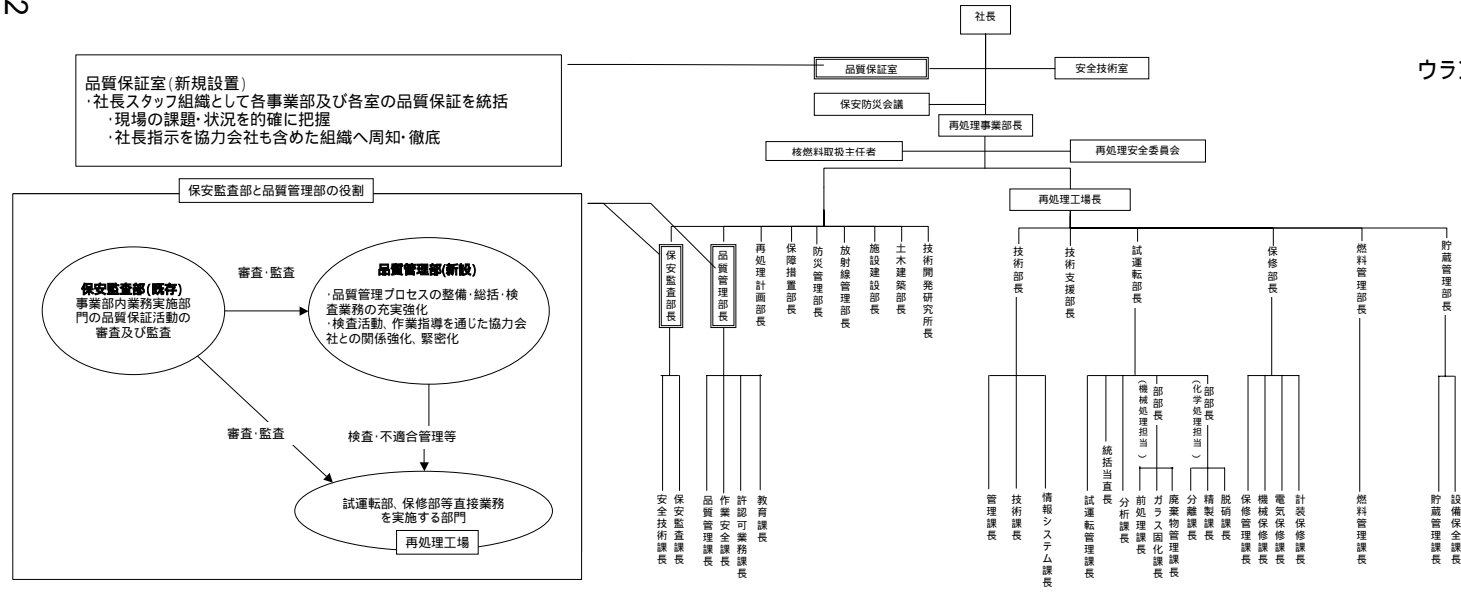 2
社長
品質保証室
安全技術室
ウラン
保安防災会議
再処理事業部長
核燃料取扱主任者
再処理安全委員会
再処理工場長
品質保証室(新規設置)
・社長スタッフ組織として各事業部及び各室の品質保証を統括
・現場の課題・状況を的確に把握
・社長指示を協力会社も含めた組織へ周知・徹底
保安監査部と品質管理部の役割
保安監査部(既存)
事業部内業務実施部
門の品質保証活動の
審査及び監査
審査・監査
品質管理部(新設)
・品質管理プロセスの整備・総括・検
査業務の充実強化
・検査活動、作業指導を通じた協力会
社との関係強化、緊密化
審査・監査
検査・不適合管理等
試運転部、保修部等直接業務
を実施する部門
再処理工場
保安監査部長
品質管理部長
再処理計画部長
保障措置部長
防災管理部長
放射線管理部長
施設建設部長
土木建築部長
技術開発研究所長
技術部長
技術支援部長
試運転部長
保修部長
燃料管理部長
貯蔵管理部長
安全技術課長
保安監査課長
品質管理課長
作業安全課長
許認可業務課長
教育課長
管理課長
技術課長
情報システム課長
試運転管理課長
統括当直長
分析課長
部部長
(機械処理担当)
前処理課長
ガラス固化課長
廃棄物管理課長
部部長
(化学処理担当)
分離課長
精製課長
脱硝課長
保修管理課長
機械保修課長
電気保修課長
計装保修課長
燃料管理課長
貯蔵管理課長
設備保全課長